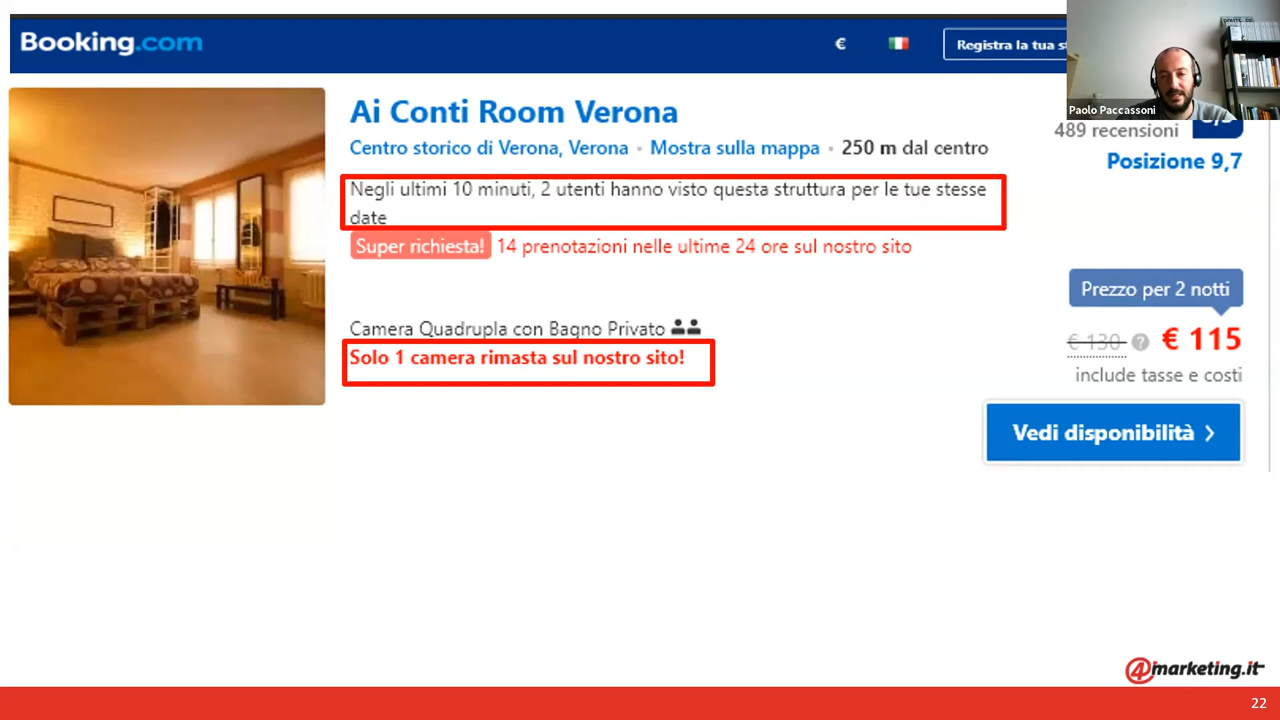 Booking.com
€
Registra la tua
Paolo Paccassoni
Ai Conti Room Verona
489 recensioni
Centro storico di Verona, Verona • Mostra sulla mappa • 250 m dal centro
Posizione 9,7
Negli ultimi 10 minuti, 2 utenti hanno visto questa struttura per le tue stesse
date
Super richiesta! 14 prenotazioni nelle ultime 24 ore sul nostro sito
Prezzo per 2 notti
Camera Quadrupla con Bagno Privato
€ 130 ? € 115
Solo 1 camera rimasta sul nostro sito!
include tasse e costi
Vedi disponibilità
4marketing.it
22